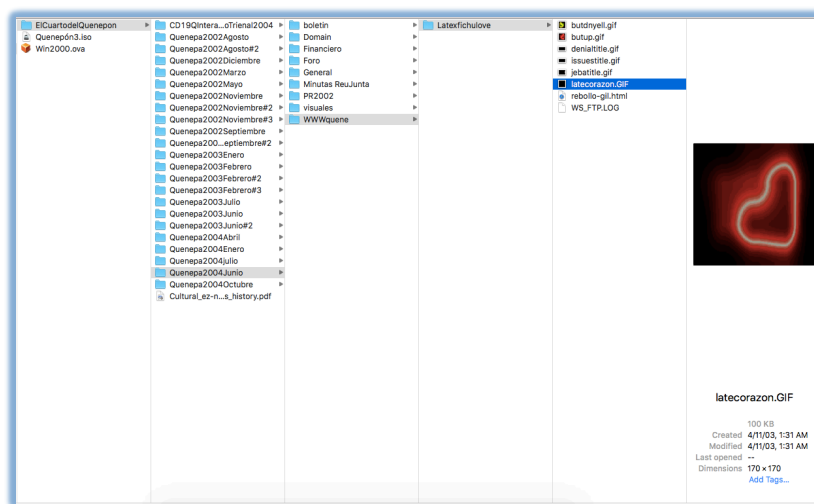 ElCuartodelQuenepon
Quenepón3.iso
Win2000.ova
CD19QIntera...oTrienal2004
Quenepa2002Agosto
Quenepa2002Agosto#2
Quenepa2002Diciembre
Quenepa2002Marzo
Quenepa2002Mayo
Quenepa2002Noviembre
Quenepa2002Noviembre#2
Quenepa2002Noviembre#3
Quenepa2002Septiembre
Quenepa200...eptiembre#2
Quenepa2003Enero
Quenepa2003Febrero
Quenepa2003Febrero#2
Quenepa2003Febrero#3
Quenepa2003Julio
Quenepa2003Junio
Quenepa2003Junio#2
Quenepa2004Abril
Quenepa2004Enero
Quenepa2004julio
Quenepa2004Junio
Quenepa2004Octubre
Cultural_ez-n...s_history.pdf
boletin
Domain
Financiero
Foro
General
Minutas ReuJunta
PR2002
visuales
WWWquene
Latexfichulove
butdnyell.gif
butup.gif
denialtitle.gif
issuestitle.gif
jebatitle.gif
latecorazon.GIF
rebollo-gil.html
WS_FTP.LOG
latecorazon.GIF
100 KB
Created 4/11/03, 1:31 AM
Modified 4/11/03, 1:31 AM
Last opened --
Dimensions 170 × 170
Add Tags...